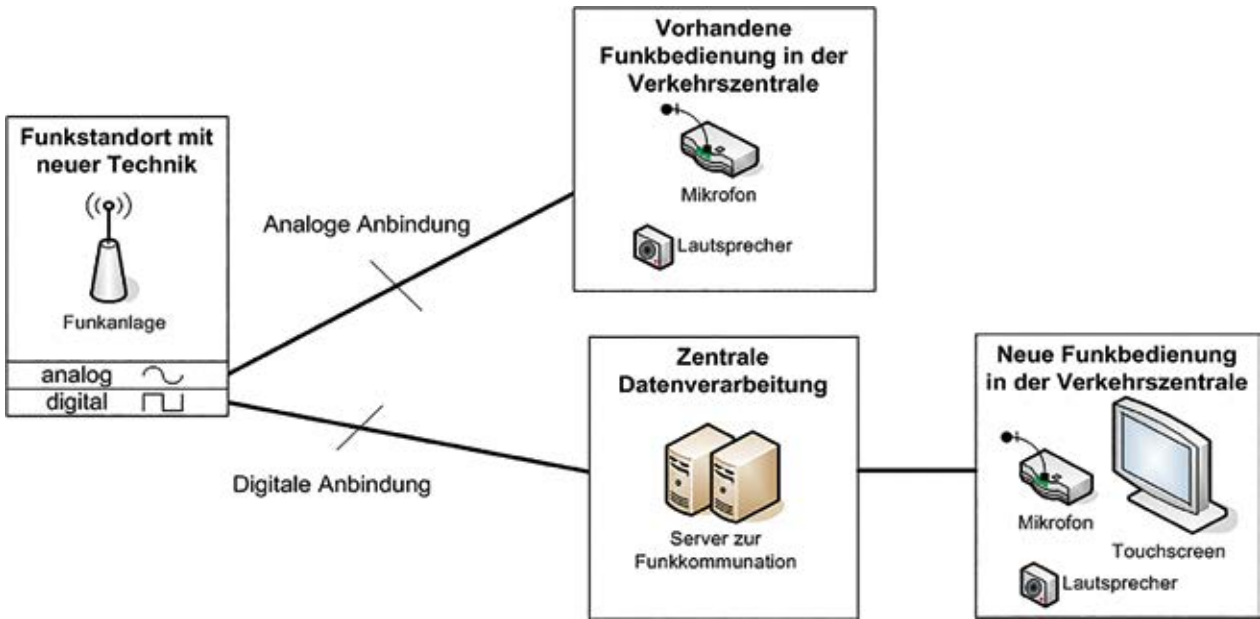 Funkstandort mit
neuer Technik
Funkanlage
analog
digital
Analoge Anbindung
Digitale Anbindung
Vorhandene
Funkbedienung in der
Verkehrszentrale
Mikrofon
Lautsprecher
Zentrale
Datenverarbeitung
Server zur
Funkkommunation
Neue Funkbedienung
in der Verkehrszentrale
Mikrofon
Touchscreen
Lautsprecher